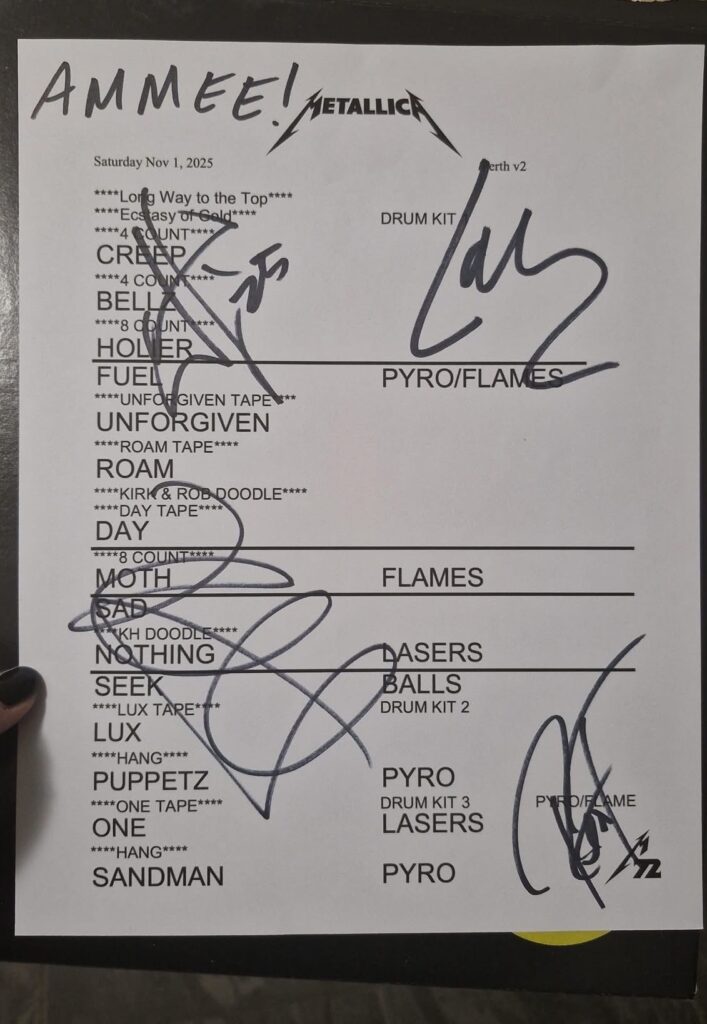 AMMEE!
METALLICA
Saturday Nov 1, 2025 Perth v2
****Long Way to the Top****
****Ecstasy of Gold**** DRUM KIT
****4 COUNT****
CREEP
****4 COUNT****
BELLZ
****8 COUNT****
HOLIER
FUEL PYRO/FLAMES
****UNFORGIVEN TAPE ***
UNFORGIVEN
****ROAM TAPE****
ROAM
****KIRK & ROB DOODLE****
****DAY TAPE****
DAY
****8 COUNT****
MOTH FLAMES
SAD
****KH DOODLE****
NOTHING LASERS
SEEK BALLS
****LUX TAPE**** DRUM KIT 2
LUX
****HANG****
PUPPETZ PYRO
****ONE TAPE**** DRUM KIT 3 PYRO/FLAME
ONE LASERS
****HANG****
SANDMAN PYRO
M72